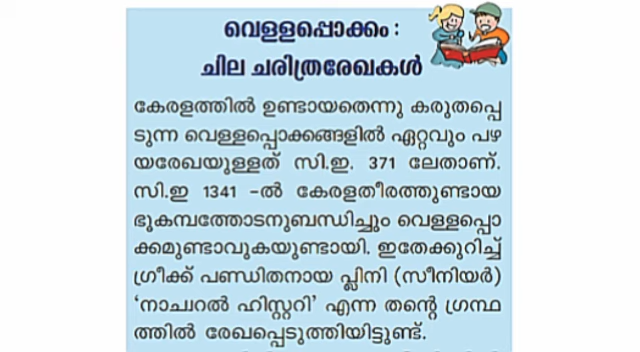 വെള്ളപ്പൊക്കം :
ചില ചരിത്രരേഖകൾ
കേരളത്തിൽ ഉണ്ടായതെന്നു കരുതപ്പെ
ടുന്ന വെള്ളപ്പൊക്കങ്ങളിൽ ഏറ്റവും പഴ
യരേഖയുള്ളത് സി.ഇ. 371 ലേതാണ്.
സി.ഇ 1341 -ൽ കേരളതീരത്തുണ്ടായ
ഭൂകമ്പത്തോടനുബന്ധിച്ചും വെള്ളപ്പൊ
ക്കമുണ്ടാവുകയുണ്ടായി. ഇതേക്കുറിച്ച്
ഗ്രീക്ക് പണ്ഡിതനായ പ്ലിനി (സീനിയർ)
‘നാച്വറൽ ഹിസ്റ്ററി’ എന്ന തന്റെ ഗ്രന്ഥ
ത്തിൽ രേഖപ്പെടുത്തിയിട്ടുണ്ട്.